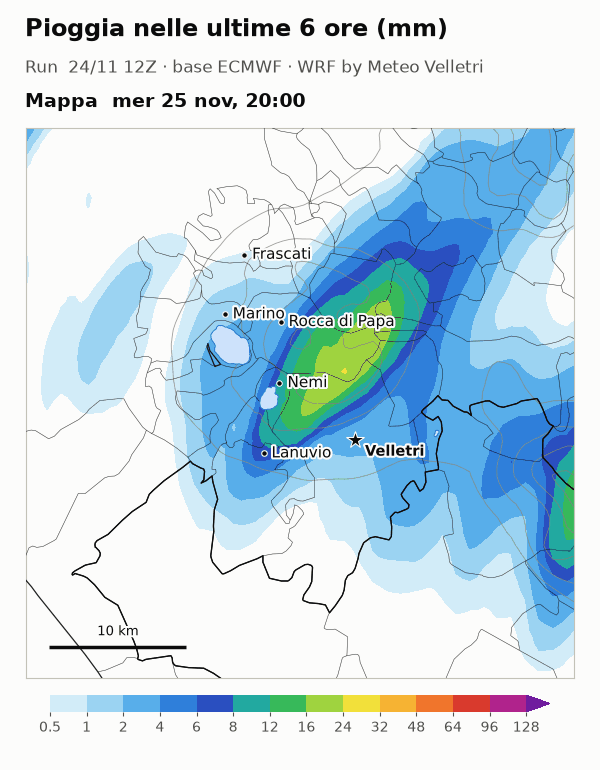 Pioggia nelle ultime 6 ore (mm)
Run 24/11 12Z · base ECMWF · WRF by Meteo Velletri
Mappa mer 25 nov, 20:00
Frascati
Marino
Rocca di Papa
Nemi
Velletri
Lanuvio
10 km
0.5 1 2 4 6 8 12 16 24 32 48 64 96 128